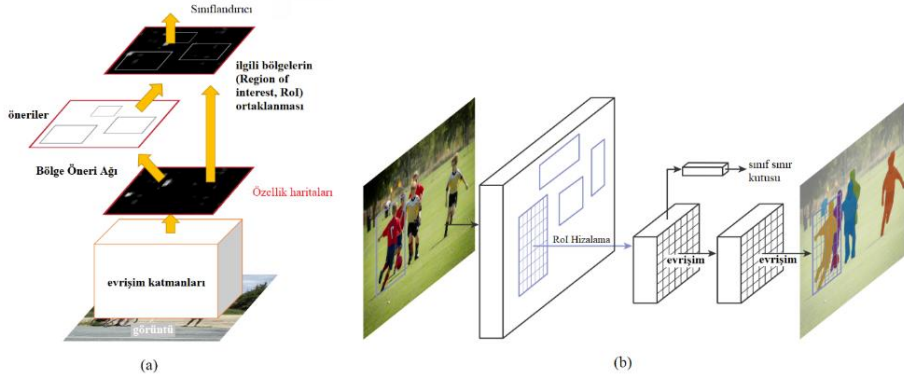 Sınıflandırıcı
ilgili bölgelerin
(Region of
interest, RoI)
ortaklanması
öneriler
Bölge Öneri Ağı
Özellik haritaları
evrişim katmanları
görüntü
(a)
sınıf sınır
kutusu
RoI Hizalama
evrişim
evrişim
(b)